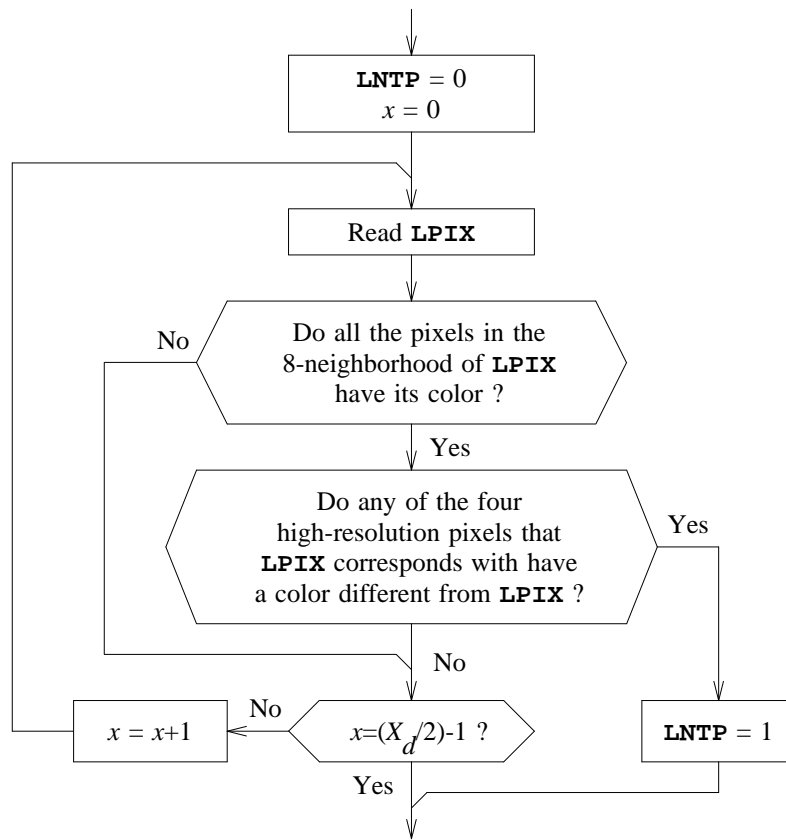 LNTP = 0
x = 0
Read LPIX
No
Do all the pixels in the
8-neighborhood of LPIX
have its color ?
Yes
Do any of the four
high-resolution pixels that
LPIX corresponds with have
a color different from LPIX ?
Yes
No
x = x+1
No
x=(X_d/2)-1 ?
LNTP = 1
Yes